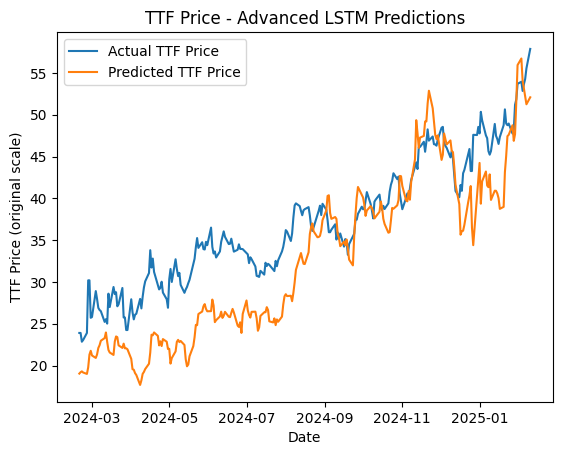 TTF Price - Advanced LSTM Predictions
Actual TTF Price
Predicted TTF Price
TTF Price (original scale)
55
50
45
40
35
30
25
20
2024-03
2024-05
2024-07
2024-09
2024-11
2025-01
Date